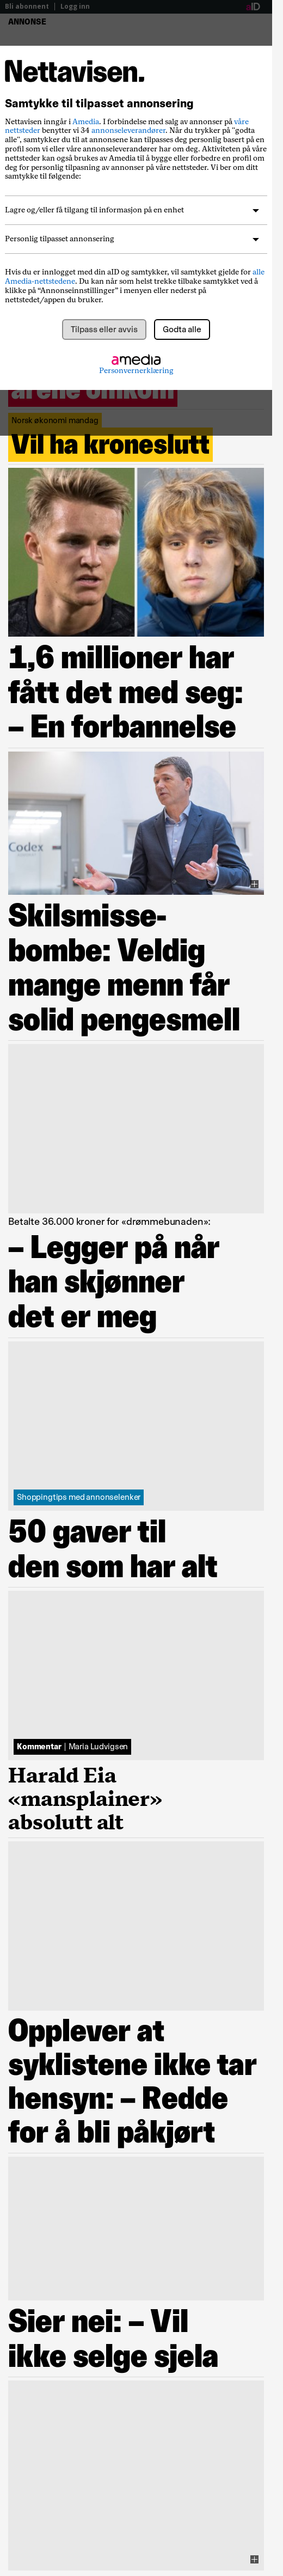 Bli abonnent | Logg inn
aID
ANNONSE
Nettavisen.
Samtykke til tilpasset annonsering
Nettavisen inngår i Amedia. I forbindelse med salg av annonser på våre
nettsteder benytter vi 34 annonseleverandører. Når du trykker på "godta
alle", samtykker du til at annonsene kan tilpasses deg personlig basert på en
profil som vi eller våre annonseleverandører har om deg. Aktiviteten på våre
nettsteder kan også brukes av Amedia til å bygge eller forbedre en profil om
deg for personlig tilpasning av annonser på våre nettsteder. Vi ber om ditt
samtykke til følgende:
Lagre og/eller få tilgang til informasjon på en enhet
Personlig tilpasset annonsering
Hvis du er innlogget med din aID og samtykker, vil samtykket gjelde for alle
Amedia-nettstedene. Du kan når som helst trekke tilbake samtykket ved å
klikke på “Annonseinnstillinger” i menyen eller nederst på
nettstedet/appen du bruker.
Tilpass eller avvis
Godta alle
amedia
Personvernerklæring
årene omkom
Norsk økonomi mandag
Vil ha kroneslutt
1,6 millioner har
fått det med seg:
– En forbannelse
Codex
Skilsmisse-
bombe: Veldig
mange menn får
solid pengesmell
Betalte 36.000 kroner for «drømmebunaden»:
– Legger på når
han skjønner
det er meg
Shoppingtips med annonselenker
50 gaver til
den som har alt
Kommentar | Maria Ludvigsen
Harald Eia
«mansplainer»
absolutt alt
Opplever at
syklistene ikke tar
hensyn: – Redde
for å bli påkjørt
Sier nei: – Vil
ikke selge sjela